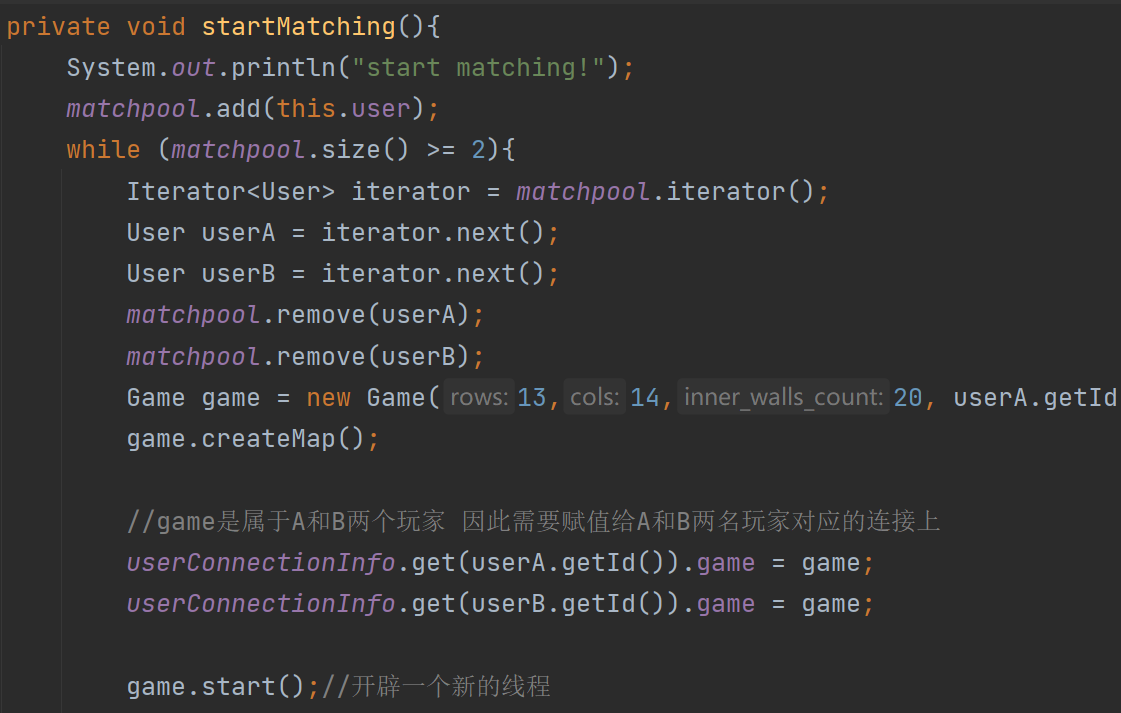 private void startMatching(){
System.out.println("start matching!");
matchpool.add(this.user);
while (matchpool.size() >= 2){
Iterator<User> iterator = matchpool.iterator();
User userA = iterator.next();
User userB = iterator.next();
matchpool.remove(userA);
matchpool.remove(userB);
Game game = new Game( rows: 13, cols: 14, inner_walls_count: 20, userA.getId
game.createMap();
//game是属于A和B两个玩家 因此需要赋值给A和B两名玩家对应的连接上
userConnectionInfo.get(userA.getId()).game = game;
userConnectionInfo.get(userB.getId()).game = game;
game.start();//开辟一个新的线程